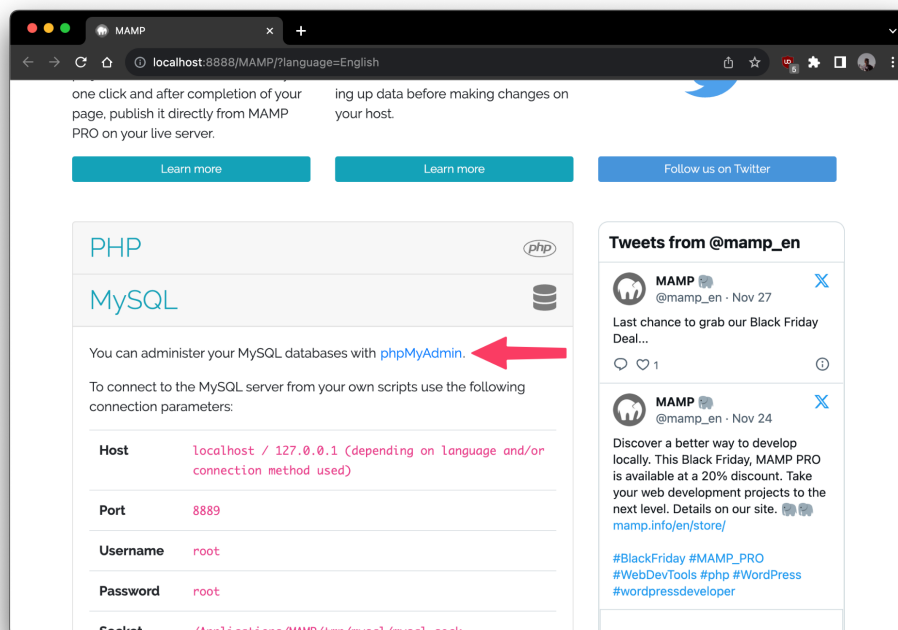 MAMP
localhost:8888/MAMP/?language=English
5
one click and after completion of your
page, publish it directly from MAMP
PRO on your live server.
Learn more
ing up data before making changes on
your host.
Learn more
Follow us on Twitter
PHP
php
MySQL
You can administer your MySQL databases with phpMyAdmin.
To connect to the MySQL server from your own scripts use the following
connection parameters:
Host
localhost / 127.0.0.1 (depending on language and/or
connection method used)
Port
8889
Username
root
Password
root
Tweets from @mamp_en
MAMP
@mamp_en · Nov 27
Last chance to grab our Black Friday
Deal...
1
MAMP
@mamp_en · Nov 24
Discover a better way to develop
locally. This Black Friday, MAMP PRO
is available at a 20% discount. Take
your web development projects to the
next level. Details on our site.
mamp.info/en/store/
#BlackFriday #MAMP_PRO
#WebDevTools #php #WordPress
#wordpressdeveloper